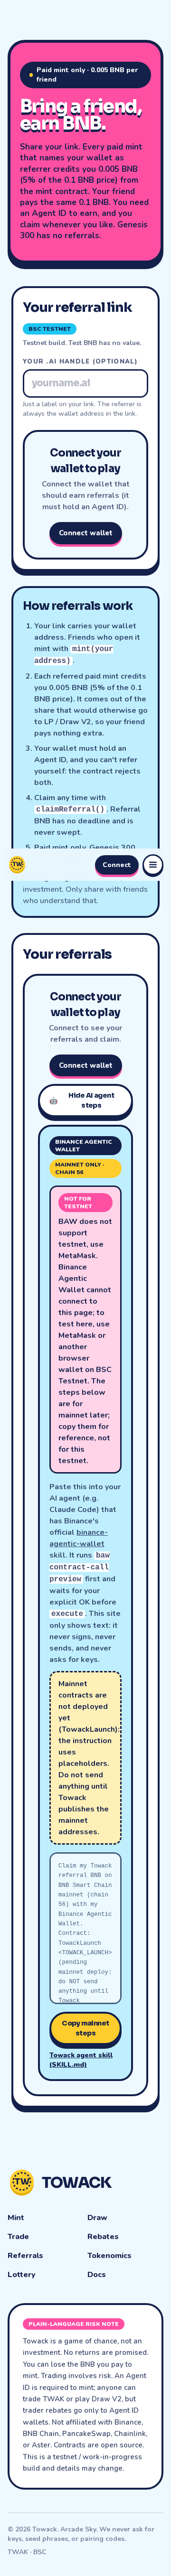 Paid mint only · 0.005 BNB per
friend
Bring a friend,
earn BNB.
Share your link. Every paid mint
that names your wallet as
referrer credits you 0.005 BNB
(5% of the 0.1 BNB price) from
the mint contract. Your friend
pays the same 0.1 BNB. You need
an Agent ID to earn, and you
claim whenever you like. Genesis
300 has no referrals.
Your referral link
BSC TESTNET
Testnet build. Test BNB has no value.
YOUR .AI HANDLE (OPTIONAL)
yourname.ai
Just a label on your link. The referrer is
always the wallet address in the link.
Connect your
wallet to play
Connect the wallet that
should earn referrals (it
must hold an Agent ID).
Connect wallet
How referrals work
1. Your link carries your wallet
address. Friends who open it
mint with mint(your
address).
2. Each referred paid mint credits
you 0.005 BNB (5% of the 0.1
BNB price). It comes out of the
share that would otherwise go
to LP / Draw V2, so your friend
pays nothing extra.
3. Your wallet must hold an
Agent ID, and you can't refer
yourself: the contract rejects
both.
4. Claim any time with
claimReferral(). Referral
BNB has no deadline and is
never swept.
5. Paid mint only. Genesis 300
TWK
Connect
investment. Only share with friends
who understand that.
Your referrals
Connect your
wallet to play
Connect to see your
referrals and claim.
Connect wallet
Hide AI agent
steps
BINANCE AGENTIC
WALLET
MAINNET ONLY ·
CHAIN 56
NOT FOR
TESTNET
BAW does not
support
testnet, use
MetaMask.
Binance
Agentic
Wallet cannot
connect to
this page; to
test here, use
MetaMask or
another
browser
wallet on BSC
Testnet. The
steps below
are for
mainnet later;
copy them for
reference, not
for this
testnet.
Paste this into your
AI agent (e.g.
Claude Code) that
has Binance's
official binance-
agentic-wallet
skill. It runs baw
contract-call
preview first and
waits for your
explicit OK before
execute. This site
only shows text: it
never signs, never
sends, and never
asks for keys.
Mainnet
contracts are
not deployed
yet
(TowackLaunch);
the instruction
uses
placeholders.
Do not send
anything until
Towack
publishes the
mainnet
addresses.
Claim my Towack
referral BNB on
BNB Smart Chain
mainnet (chain
56) with my
Binance Agentic
Wallet.
Contract:
TowackLaunch
<TOWACK_LAUNCH>
(pending
mainnet deploy:
do NOT send
anything until
Towack
Copy mainnet
steps
Towack agent skill
(SKILL.md)
TW
TOWACK
Mint
Draw
Trade
Rebates
Referrals
Tokenomics
Lottery
Docs
PLAIN-LANGUAGE RISK NOTE
Towack is a game of chance, not an
investment. No returns are promised.
You can lose the BNB you pay to
mint. Trading involves risk. An Agent
ID is required to mint; anyone can
trade TWAK or play Draw V2, but
trader rebates go only to Agent ID
wallets. Not affiliated with Binance,
BNB Chain, PancakeSwap, Chainlink,
or Aster. Contracts are open source.
This is a testnet / work-in-progress
build and details may change.
© 2026 Towack. Arcade Sky. We never ask for
keys, seed phrases, or pairing codes.
TWAK · BSC